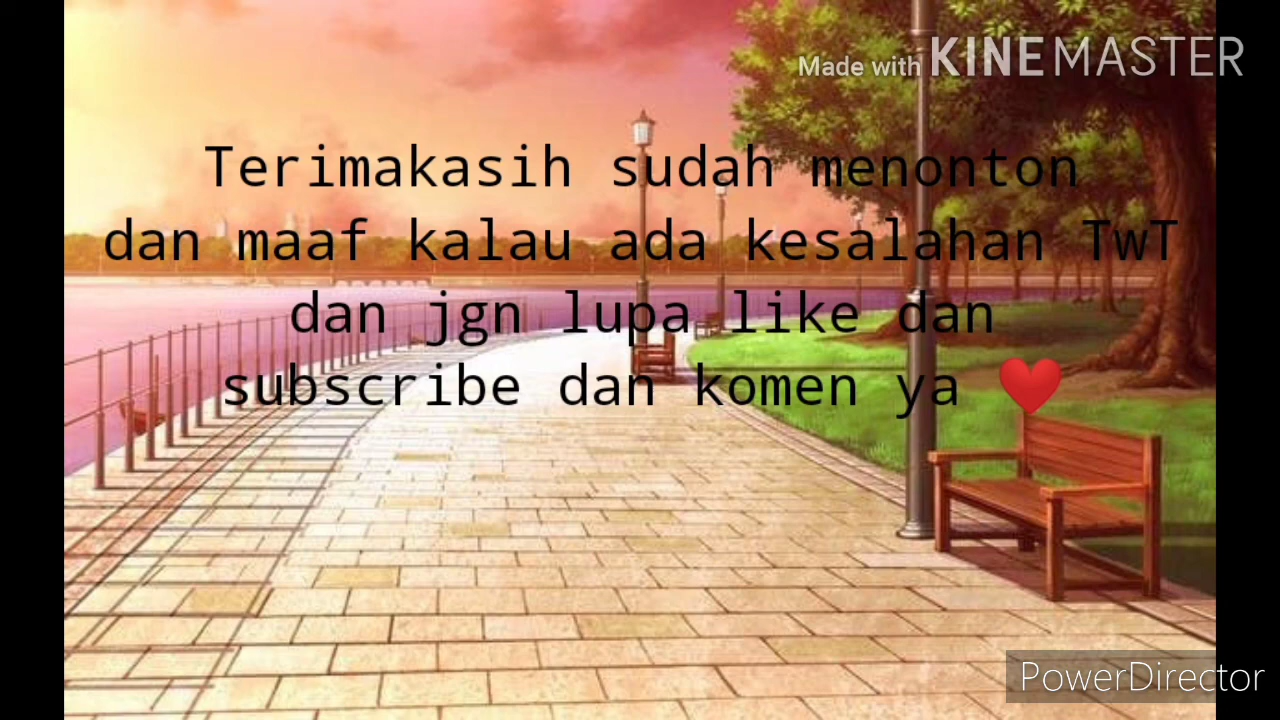 Made with KINEMASTER
Terimakasih sudah menonton
dan maaf kalau ada kesalahan TwT
dan jgn lupa like dan
subscribe dan komen ya ❤️
PowerDirector